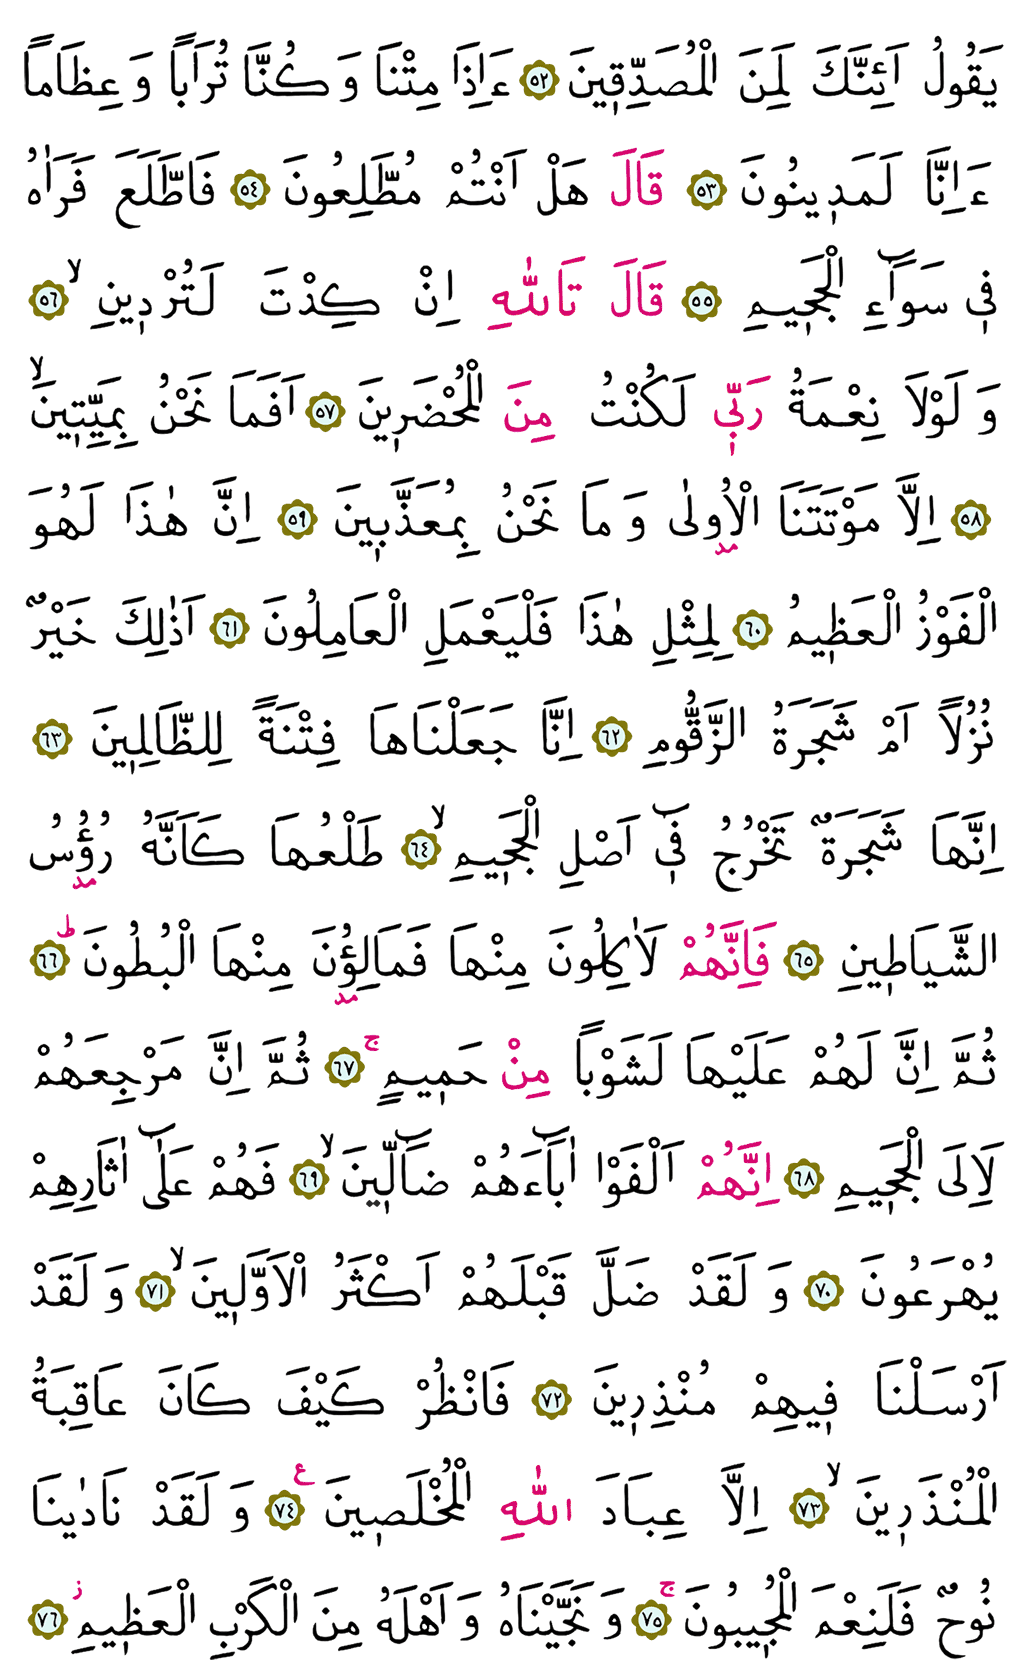 يَقُولُ اَئِنَّكَ لَمِنَ الْمُصَدِّقٖينَ ﴿٥٢﴾ ءَاِذَا مِتْنَا وَكُنَّا تُرَاباً وَعِظَاماً
ءَاِنَّا لَمَدٖينُونَ ﴿٥٣﴾ قَالَ هَلْ اَنْتُمْ مُطَّلِعُونَ ﴿٥٤﴾ فَاطَّلَعَ فَرَاٰهُ
فٖي سَوَٓاءِ الْجَحٖيمِ ﴿٥٥﴾ قَالَ تَاللّٰهِ اِنْ كِدْتَ لَتُرْدٖينِۙ ﴿٥٦﴾
وَلَوْلَا نِعْمَةُ رَبّٖي لَكُنْتُ مِنَ الْمُحْضَرٖينَ ﴿٥٧﴾ اَفَمَا نَحْنُ بِمَيِّتٖينَۙ
﴿٥٨﴾ اِلَّا مَوْتَتَنَا الْاُو۫لٰى وَمَا نَحْنُ بِمُعَذَّبٖينَ ﴿٥٩﴾ اِنَّ هٰذَا لَهُوَ
الْفَوْزُ الْعَظٖيمُ ﴿٦٠﴾ لِمِثْلِ هٰذَا فَلْيَعْمَلِ الْعَامِلُونَ ﴿٦١﴾ اَذٰلِكَ خَيْرٌ
نُزُلاً اَمْ شَجَرَةُ الزَّقُّومِ ﴿٦٢﴾ اِنَّا جَعَلْنَاهَا فِتْنَةً لِلظَّالِمٖينَ ﴿٦٣﴾
اِنَّهَا شَجَرَةٌ تَخْرُجُ فٖٓي اَصْلِ الْجَحٖيمِۙ ﴿٦٤﴾ طَلْعُهَا كَاَنَّهُ رُؤُ۫سُ
الشَّيَاطٖينِ ﴿٦٥﴾ فَاِنَّهُمْ لَاٰكِلُونَ مِنْهَا فَمَالِؤُ۫نَ مِنْهَا الْبُطُونَؕ ﴿٦٦﴾
ثُمَّ اِنَّ لَهُمْ عَلَيْهَا لَشَوْباً مِنْ حَمٖيمٍۚ ﴿٦٧﴾ ثُمَّ اِنَّ مَرْجِعَهُمْ
لَاِلَى الْجَحٖيمِ ﴿٦٨﴾ اِنَّهُمْ اَلْفَوْا اٰبَٓاءَهُمْ ضَٓالّٖينَۙ ﴿٦٩﴾ فَهُمْ عَلٰٓى اٰثَارِهِمْ
يُهْرَعُونَ ﴿٧٠﴾ وَلَقَدْ ضَلَّ قَبْلَهُمْ اَكْثَرُ الْاَوَّلٖينَۙ ﴿٧١﴾ وَلَقَدْ
اَرْسَلْنَا فٖيهِمْ مُنْذِرٖينَ ﴿٧٢﴾ فَانْظُرْ كَيْفَ كَانَ عَاقِبَةُ
الْمُنْذَرٖينَۙ ﴿٧٣﴾ اِلَّا عِبَادَ اللّٰهِ الْمُخْلَصٖينَ ع ﴿٧٤﴾ وَلَقَدْ نَادٰينَا
نُوحٌ فَلَنِعْمَ الْمُجٖيبُونَۚ ﴿٧٥﴾ وَنَجَّيْنَاهُ وَاَهْلَهُ مِنَ الْكَرْبِ الْعَظٖيمِؗ ﴿٧٦﴾